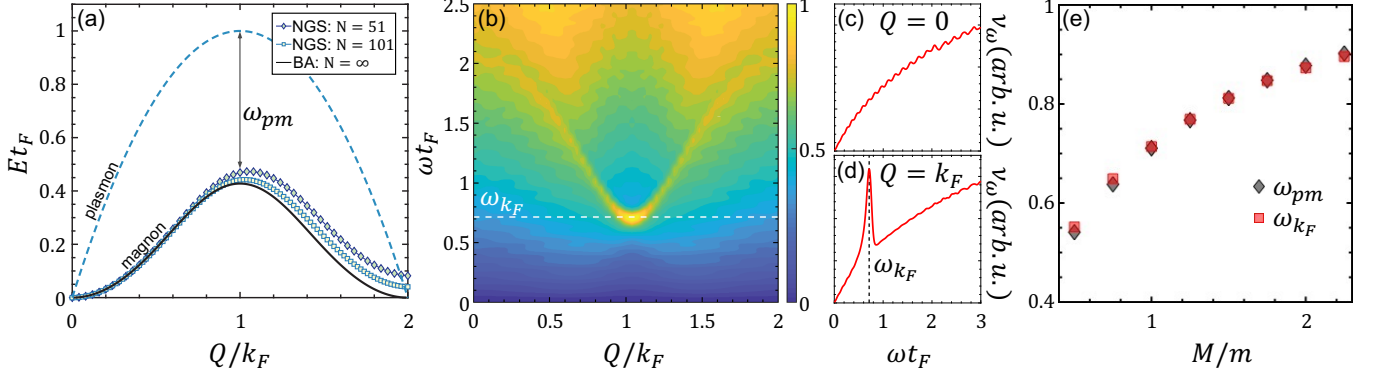 (a)
NGS: N = 51
NGS: N = 101
BA: N = ∞
plasmon
magnon
ω_pm
Et_F
1
0.8
0.6
0.4
0.2
0
0
1
2
Q/k_F
(b)
ωt_F
2.5
2
1.5
1
0.5
0
ω_{k_F}
0
0.5
1
1.5
2
Q/k_F
1
0.5
0
(c)
Q = 0
ν_ω(arb.u.)
(d)
Q = k_F
ω_{k_F}
ν_ω(arb.u.)
0
1
2
3
ωt_F
(e)
1
0.8
0.6
0.4
ω_pm
ω_{k_F}
1
2
M/m